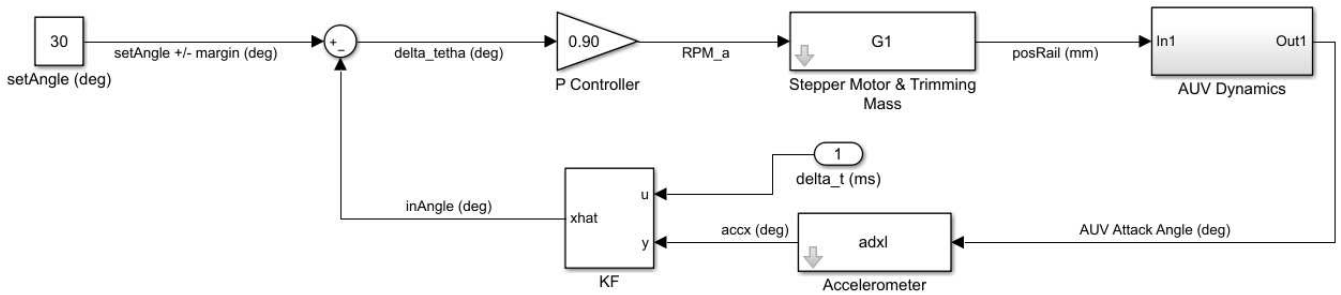 30
setAngle (deg)
setAngle +/- margin (deg)
+
−
delta_tetha (deg)
0.90
P Controller
RPM_a
G1
Stepper Motor & Trimming
Mass
posRail (mm)
In1
Out1
AUV Dynamics
1
delta_t (ms)
inAngle (deg)
xhat
u
y
KF
accx (deg)
adxl
Accelerometer
AUV Attack Angle (deg)